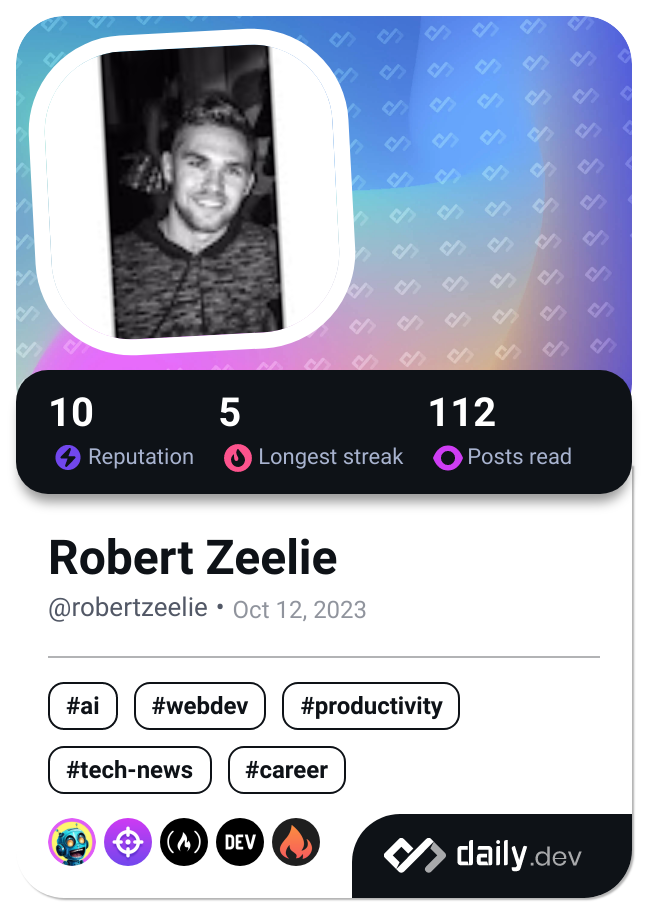 10 5 112
Reputation Longest streak Posts read
Robert Zeelie
@robertzeelie • Oct 12, 2023
#ai #webdev #productivity
#tech-news #career
DEV
daily.dev